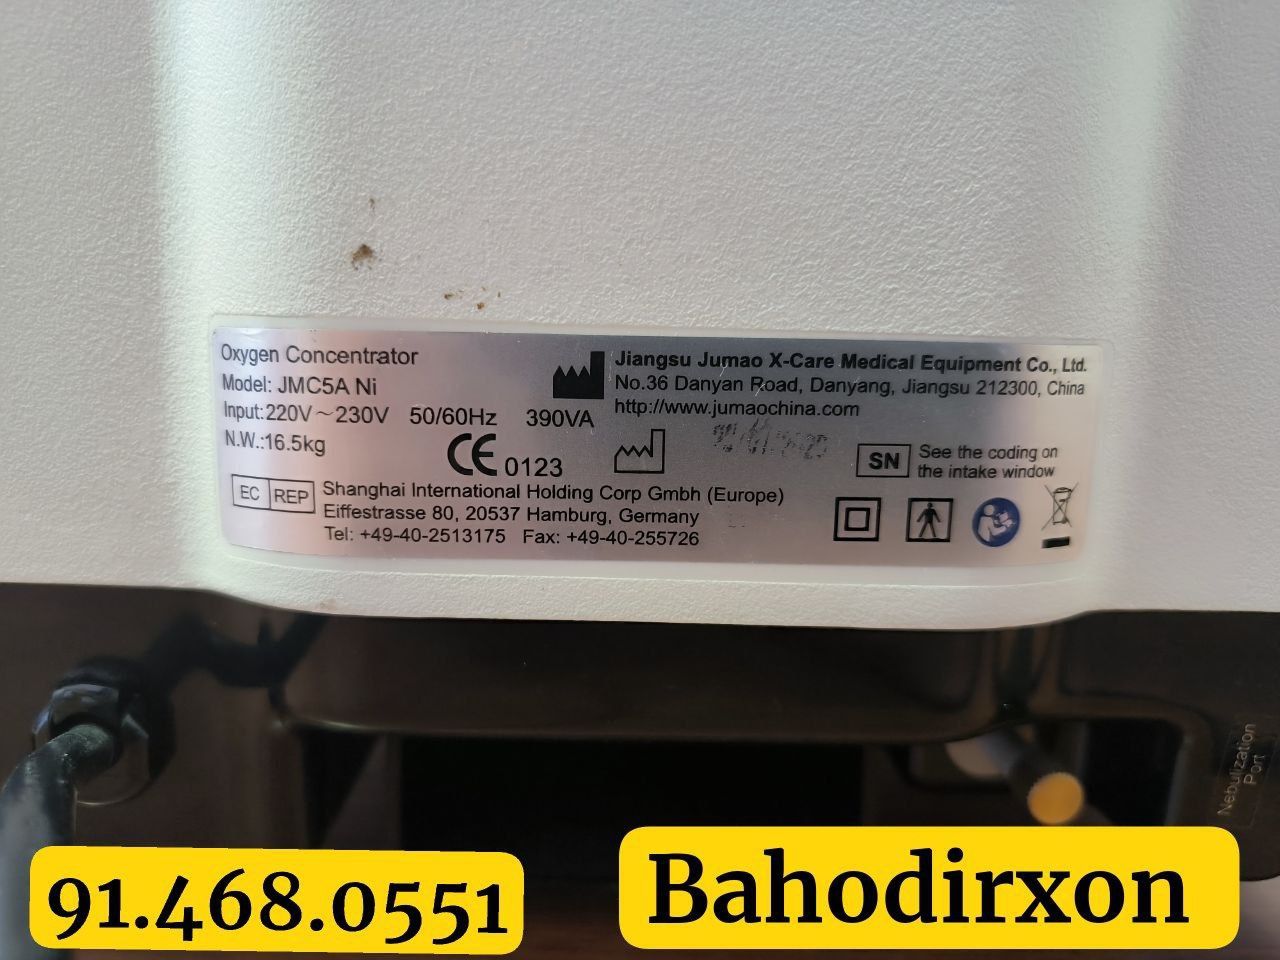 Oxygen Concentrator
Model: JMC5A Ni
Input:220V~230V 50/60Hz 390VA
N.W.:16.5kg
CE 0123
EC REP
Shanghai International Holding Corp Gmbh (Europe)
Eiffestrasse 80, 20537 Hamburg, Germany
Tel: +49-40-2513175 Fax: +49-40-255726
Jiangsu Jumao X-Care Medical Equipment Co., Ltd.
No.36 Danyan Road, Danyang, Jiangsu 212300, China
http://www.jumaochina.com
SN
See the coding on
the intake window
Nebulization
Port
91.468.0551
Bahodirxon